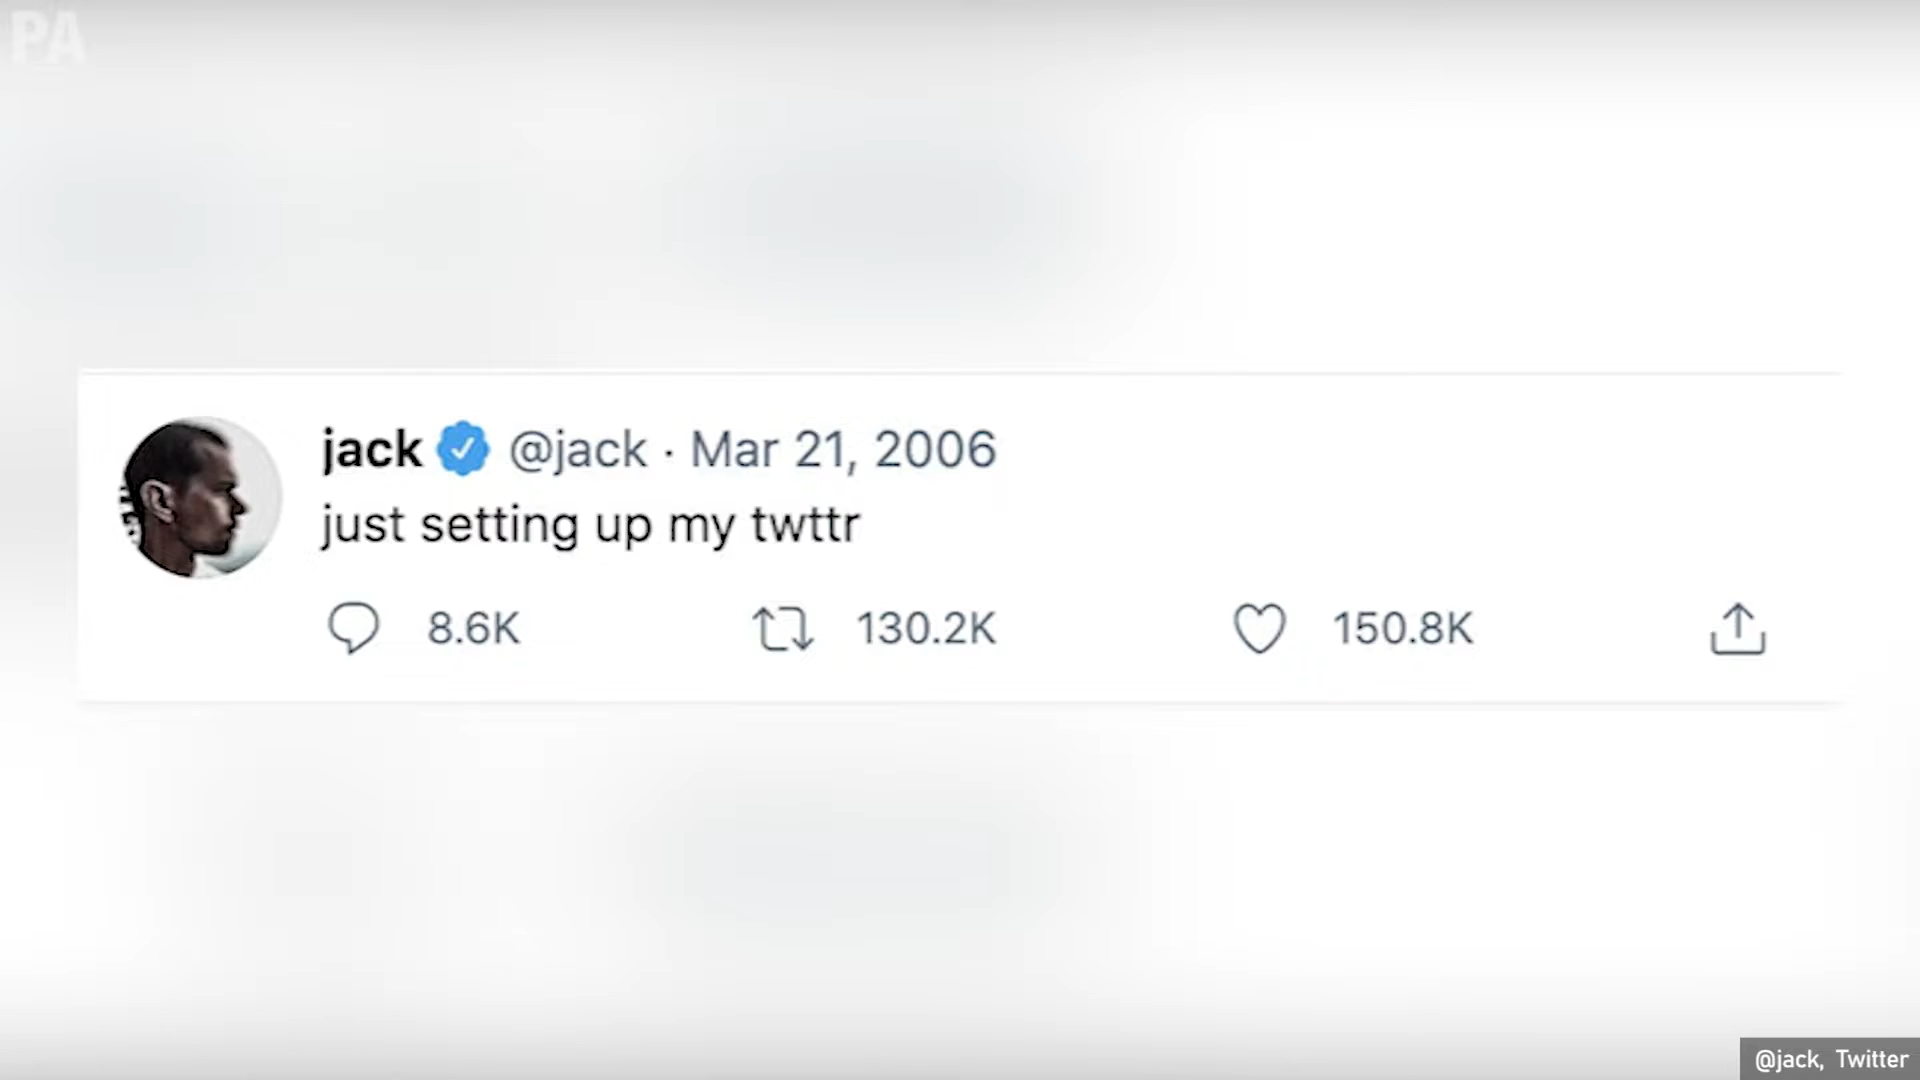 PA
jack @jack · Mar 21, 2006
just setting up my twttr
8.6K 130.2K 150.8K
@jack, Twitter